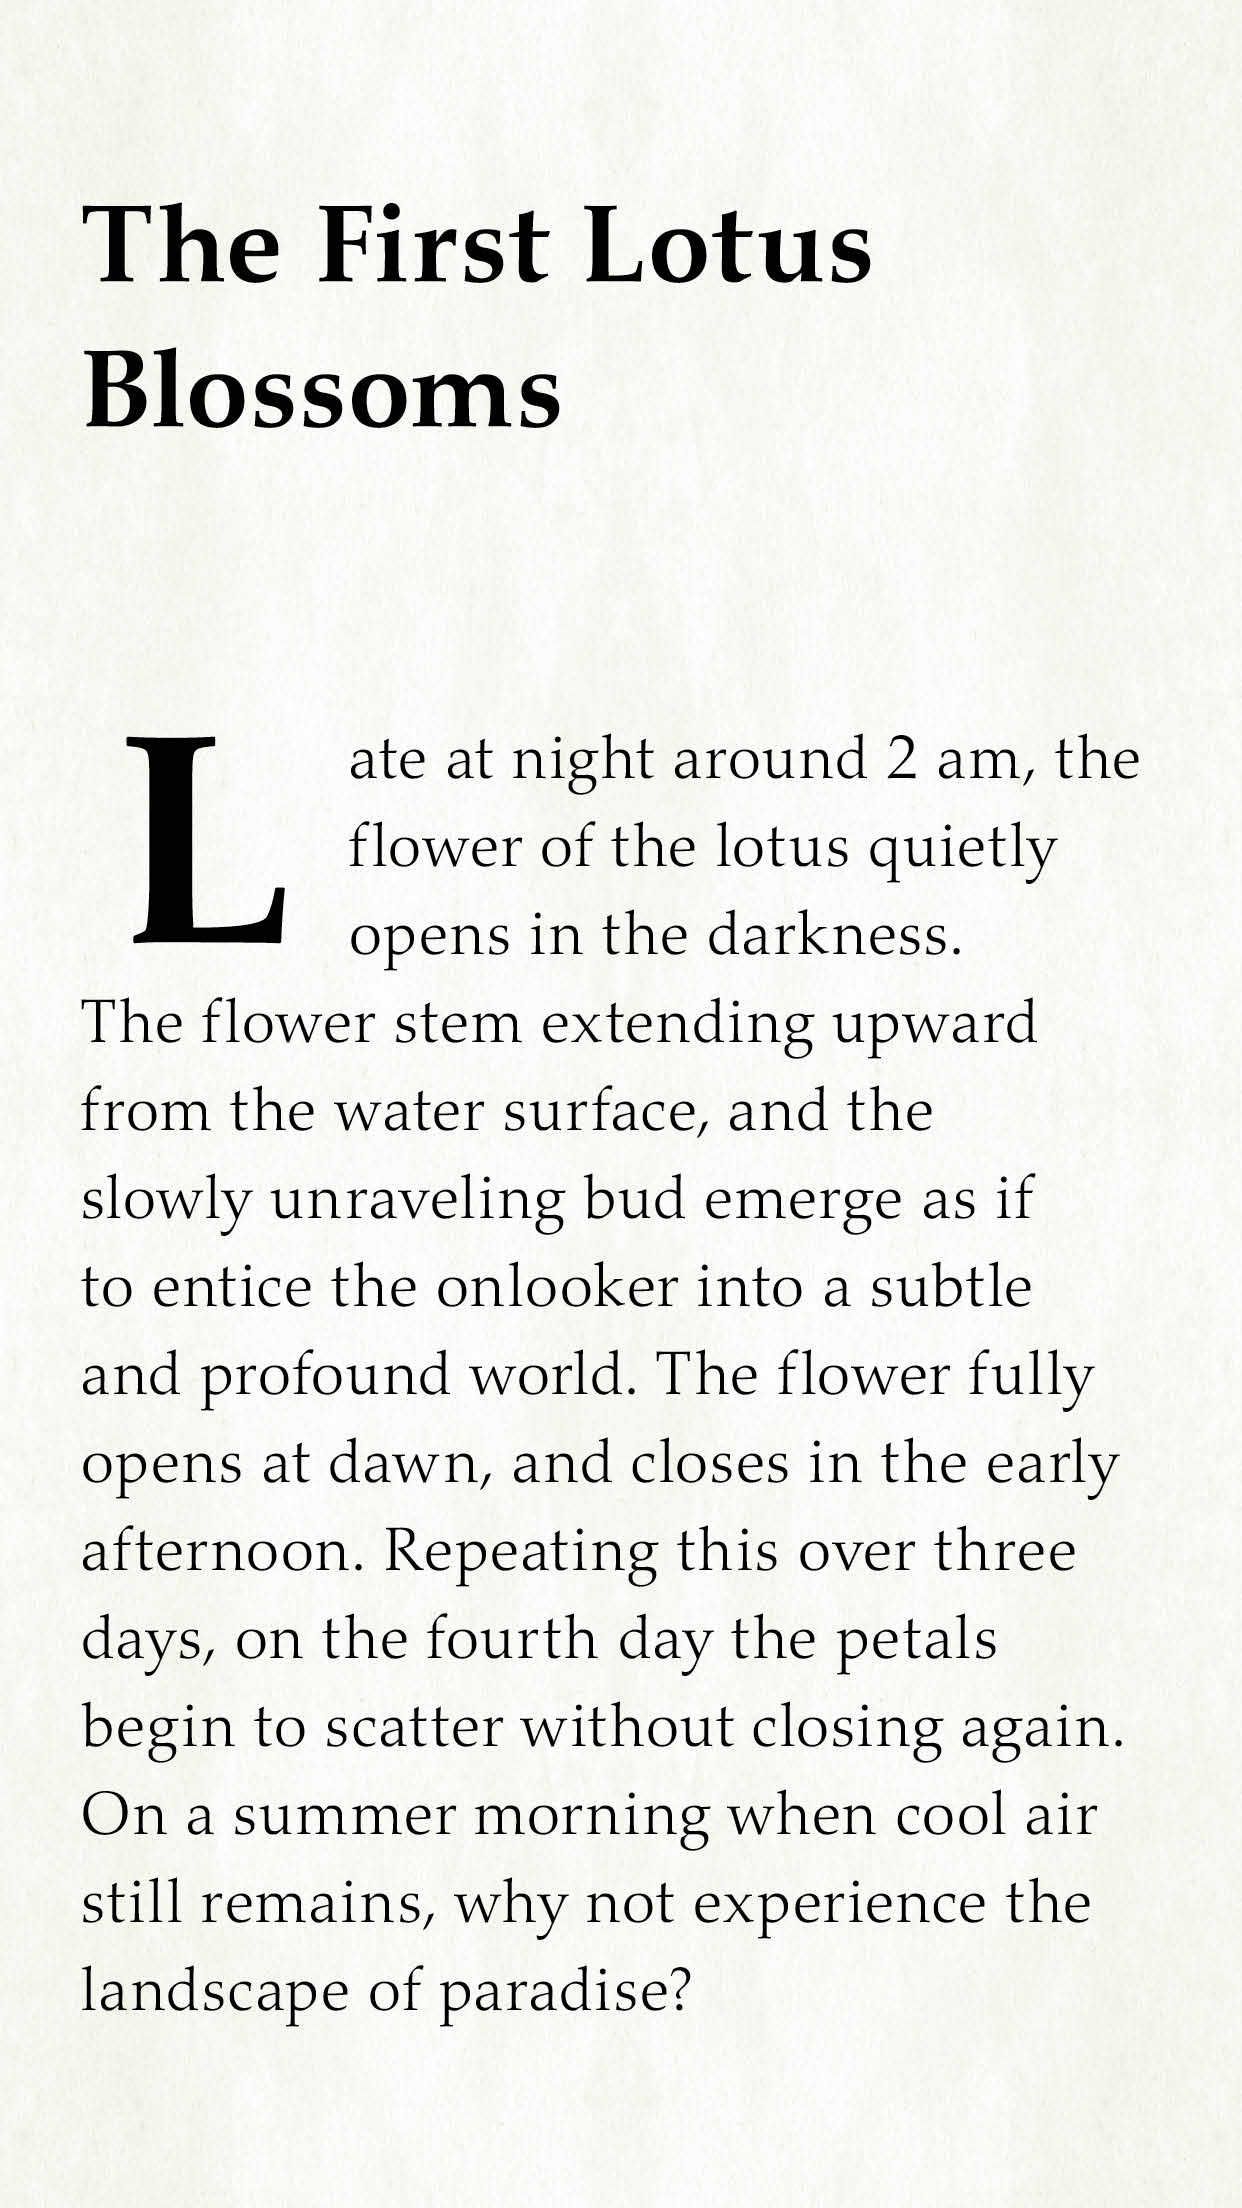 The First Lotus
Blossoms
Late at night around 2 am, the
flower of the lotus quietly
opens in the darkness.
The flower stem extending upward
from the water surface, and the
slowly unraveling bud emerge as if
to entice the onlooker into a subtle
and profound world. The flower fully
opens at dawn, and closes in the early
afternoon. Repeating this over three
days, on the fourth day the petals
begin to scatter without closing again.
On a summer morning when cool air
still remains, why not experience the
landscape of paradise?